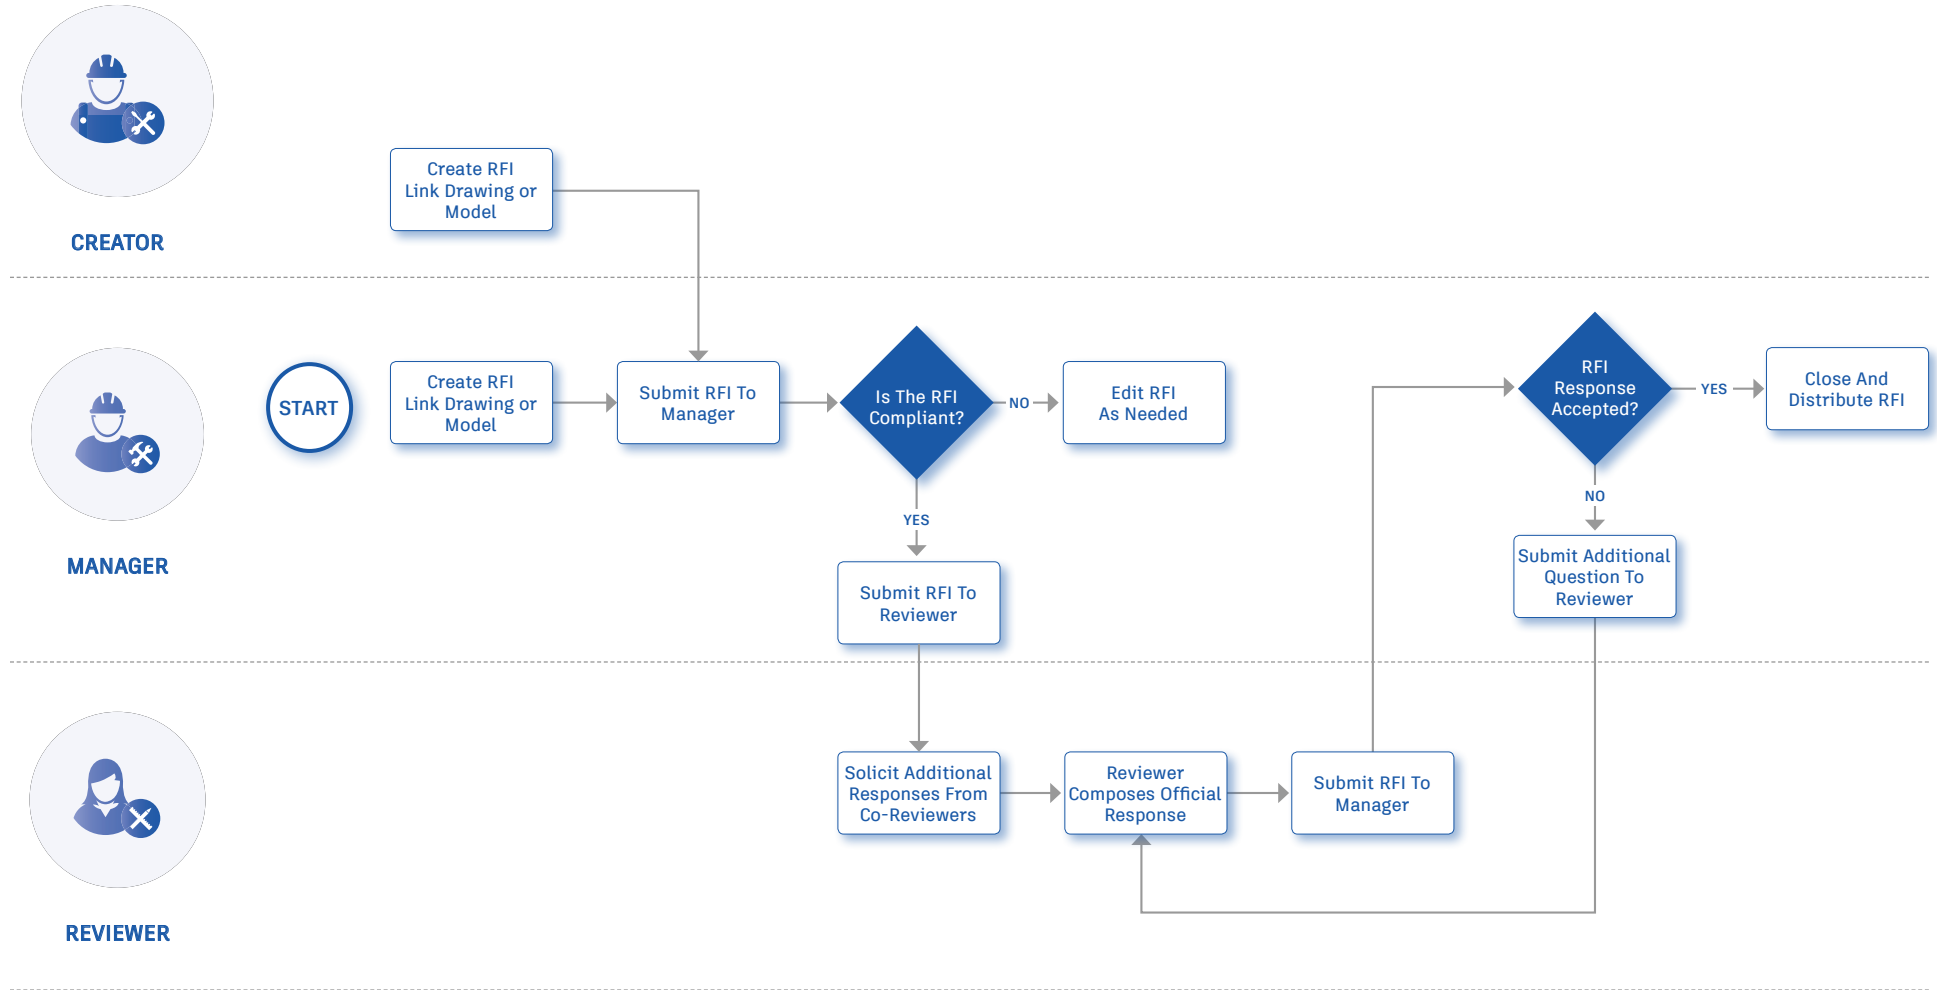 Create RFI
Link Drawing or
Model
CREATOR
START
Create RFI
Link Drawing or
Model
Submit RFI To
Manager
Is The RFI
Compliant?
NO
Edit RFI
As Needed
RFI
Response
Accepted?
YES
Close And
Distribute RFI
NO
YES
Submit Additional
Question To
Reviewer
MANAGER
Submit RFI To
Reviewer
Solicit Additional
Responses From
Co-Reviewers
Reviewer
Composes Official
Response
Submit RFI To
Manager
REVIEWER